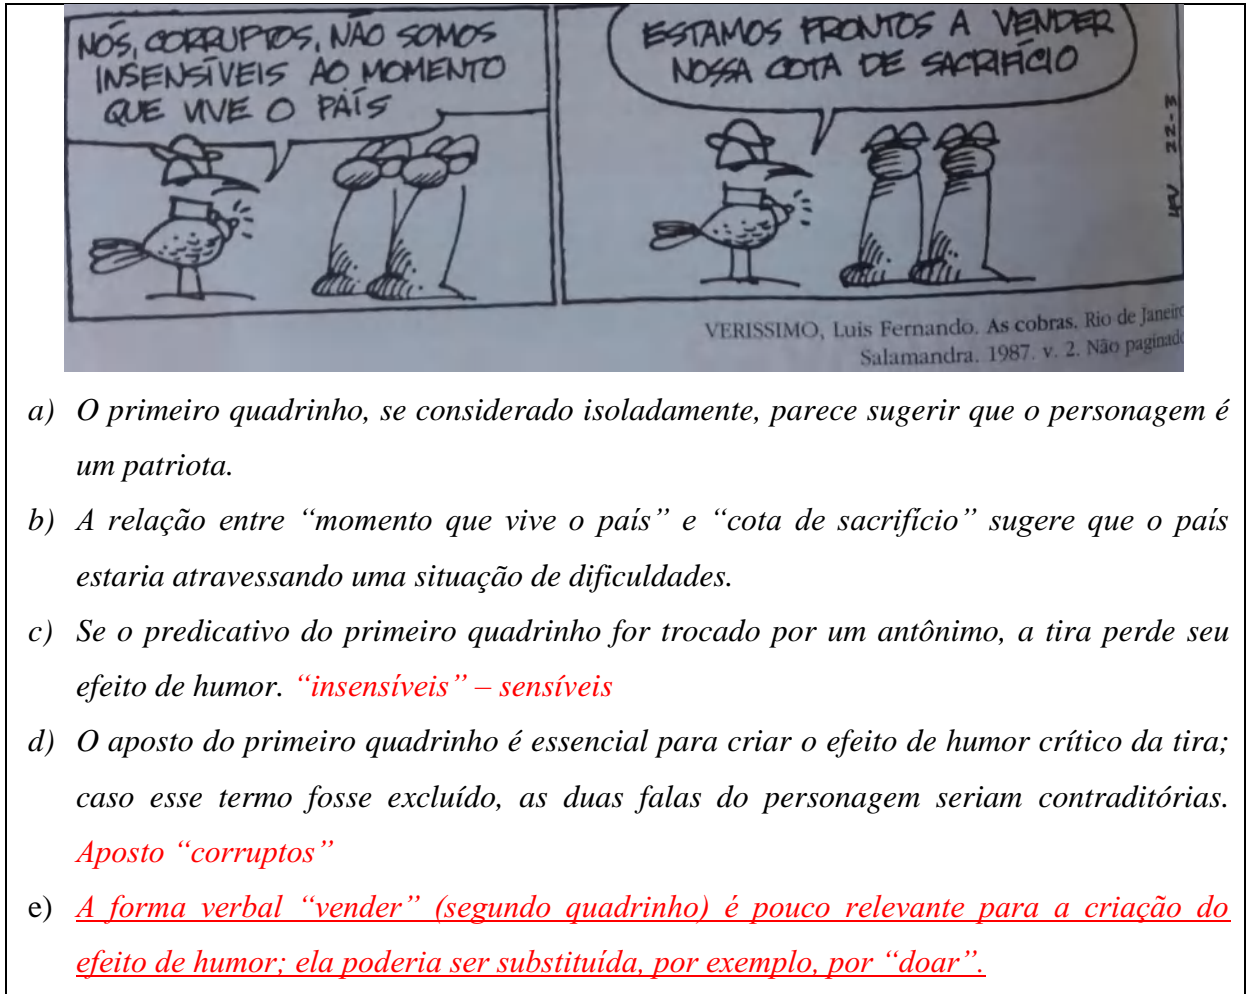 NÓS, CORRUPTOS, NÃO SOMOS
INSENSÍVEIS AO MOMENTO
QUE VIVE O PAÍS
ESTAMOS PRONTOS A VENDER
NOSSA COTA DE SACRIFÍCIO
22-3
VERISSIMO, Luis Fernando. As cobras. Rio de Janeiro
Salamandra. 1987. v. 2. Não paginado
a) O primeiro quadrinho, se considerado isoladamente, parece sugerir que o personagem é
um patriota.
b) A relação entre “momento que vive o país” e “cota de sacrifício” sugere que o país
estaria atravessando uma situação de dificuldades.
c) Se o predicativo do primeiro quadrinho for trocado por um antônimo, a tira perde seu
efeito de humor. “insensíveis” – sensíveis
d) O aposto do primeiro quadrinho é essencial para criar o efeito de humor crítico da tira;
caso esse termo fosse excluído, as duas falas do personagem seriam contraditórias.
Aposto “corruptos”
e) A forma verbal “vender” (segundo quadrinho) é pouco relevante para a criação do
efeito de humor; ela poderia ser substituída, por exemplo, por “doar”.